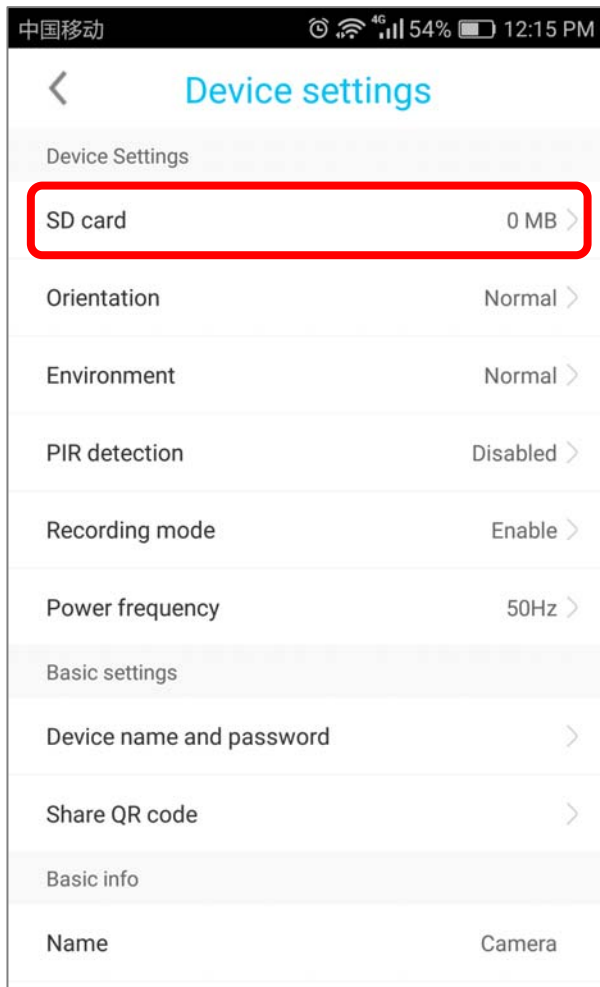 中国移动 4G 54% 12:15 PM
Device settings
Device Settings
SD card 0 MB
Orientation Normal
Environment Normal
PIR detection Disabled
Recording mode Enable
Power frequency 50Hz
Basic settings
Device name and password
Share QR code
Basic info
Name Camera